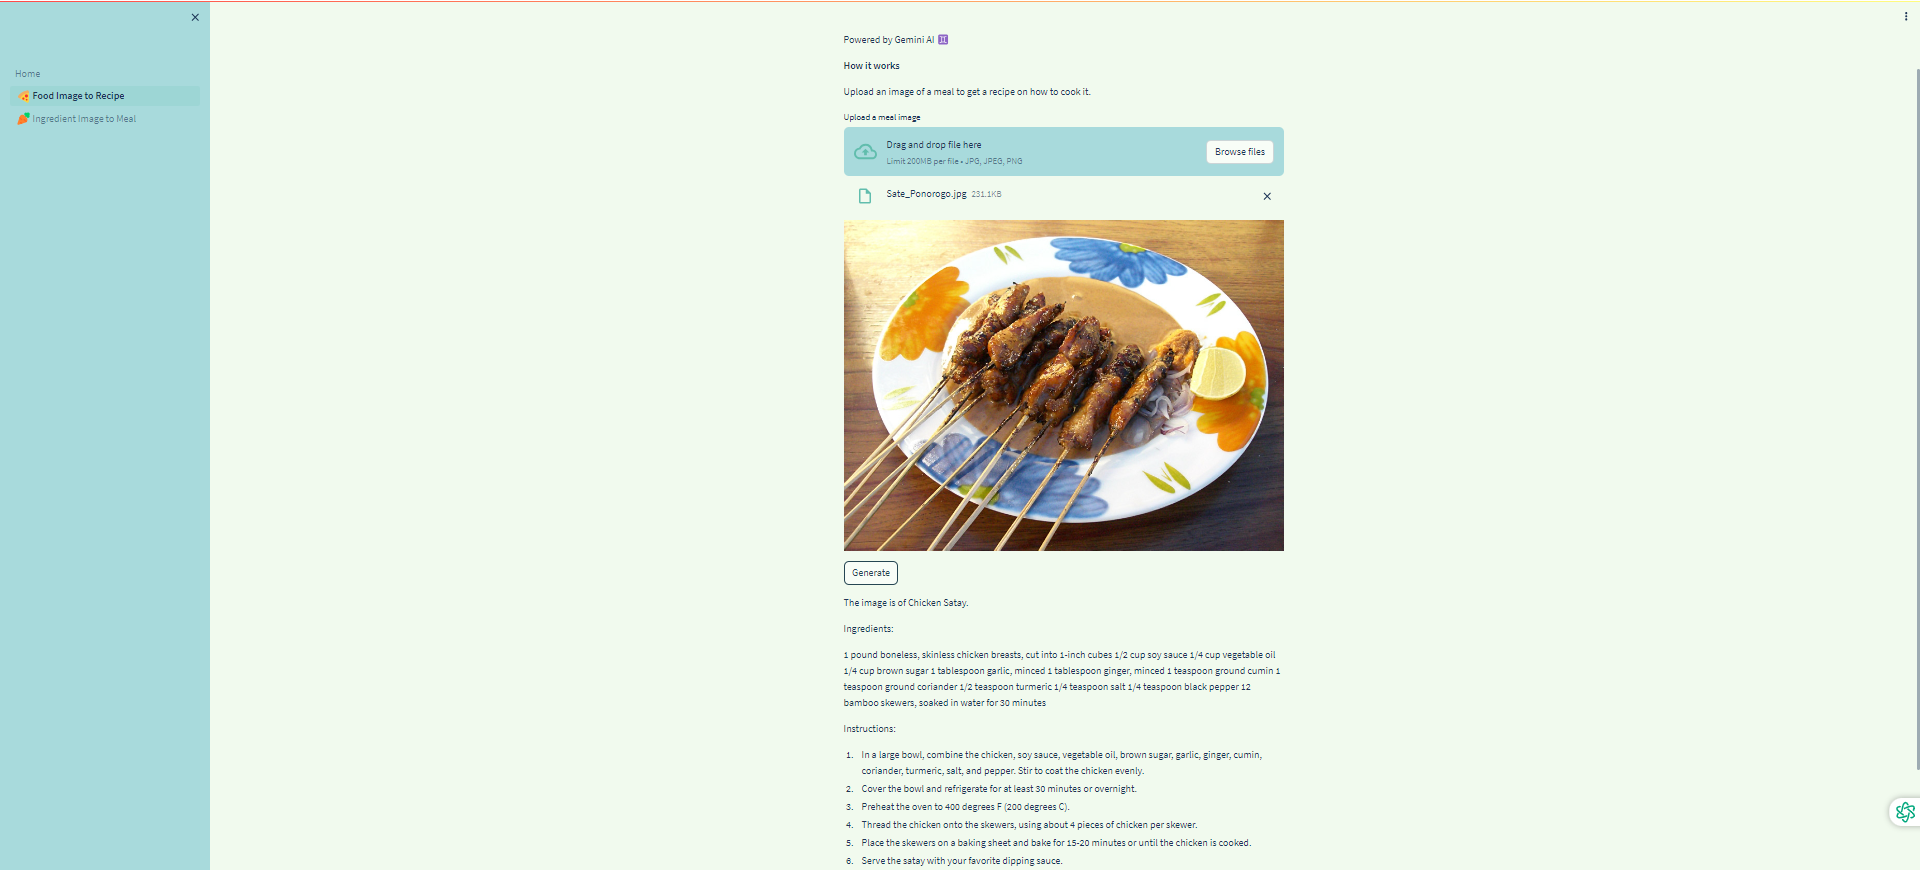 Home
Food Image to Recipe
Ingredient Image to Meal
Powered by Gemini AI ♊
How it works
Upload an image of a meal to get a recipe on how to cook it.
Upload a meal image
Drag and drop file here
Limit 200MB per file • JPG, JPEG, PNG
Browse files
Sate_Ponorogo.jpg 231.1KB
Generate
The image is of Chicken Satay.
Ingredients:
1 pound boneless, skinless chicken breasts, cut into 1-inch cubes 1/2 cup soy sauce 1/4 cup vegetable oil
1/4 cup brown sugar 1 tablespoon garlic, minced 1 tablespoon ginger, minced 1 teaspoon ground cumin 1
teaspoon ground coriander 1/2 teaspoon turmeric 1/4 teaspoon salt 1/4 teaspoon black pepper 12
bamboo skewers, soaked in water for 30 minutes
Instructions:
1. In a large bowl, combine the chicken, soy sauce, vegetable oil, brown sugar, garlic, ginger, cumin,
coriander, turmeric, salt, and pepper. Stir to coat the chicken evenly.
2. Cover the bowl and refrigerate for at least 30 minutes or overnight.
3. Preheat the oven to 400 degrees F (200 degrees C).
4. Thread the chicken onto the skewers, using about 4 pieces of chicken per skewer.
5. Place the skewers on a baking sheet and bake for 15-20 minutes or until the chicken is cooked.
6. Serve the satay with your favorite dipping sauce.